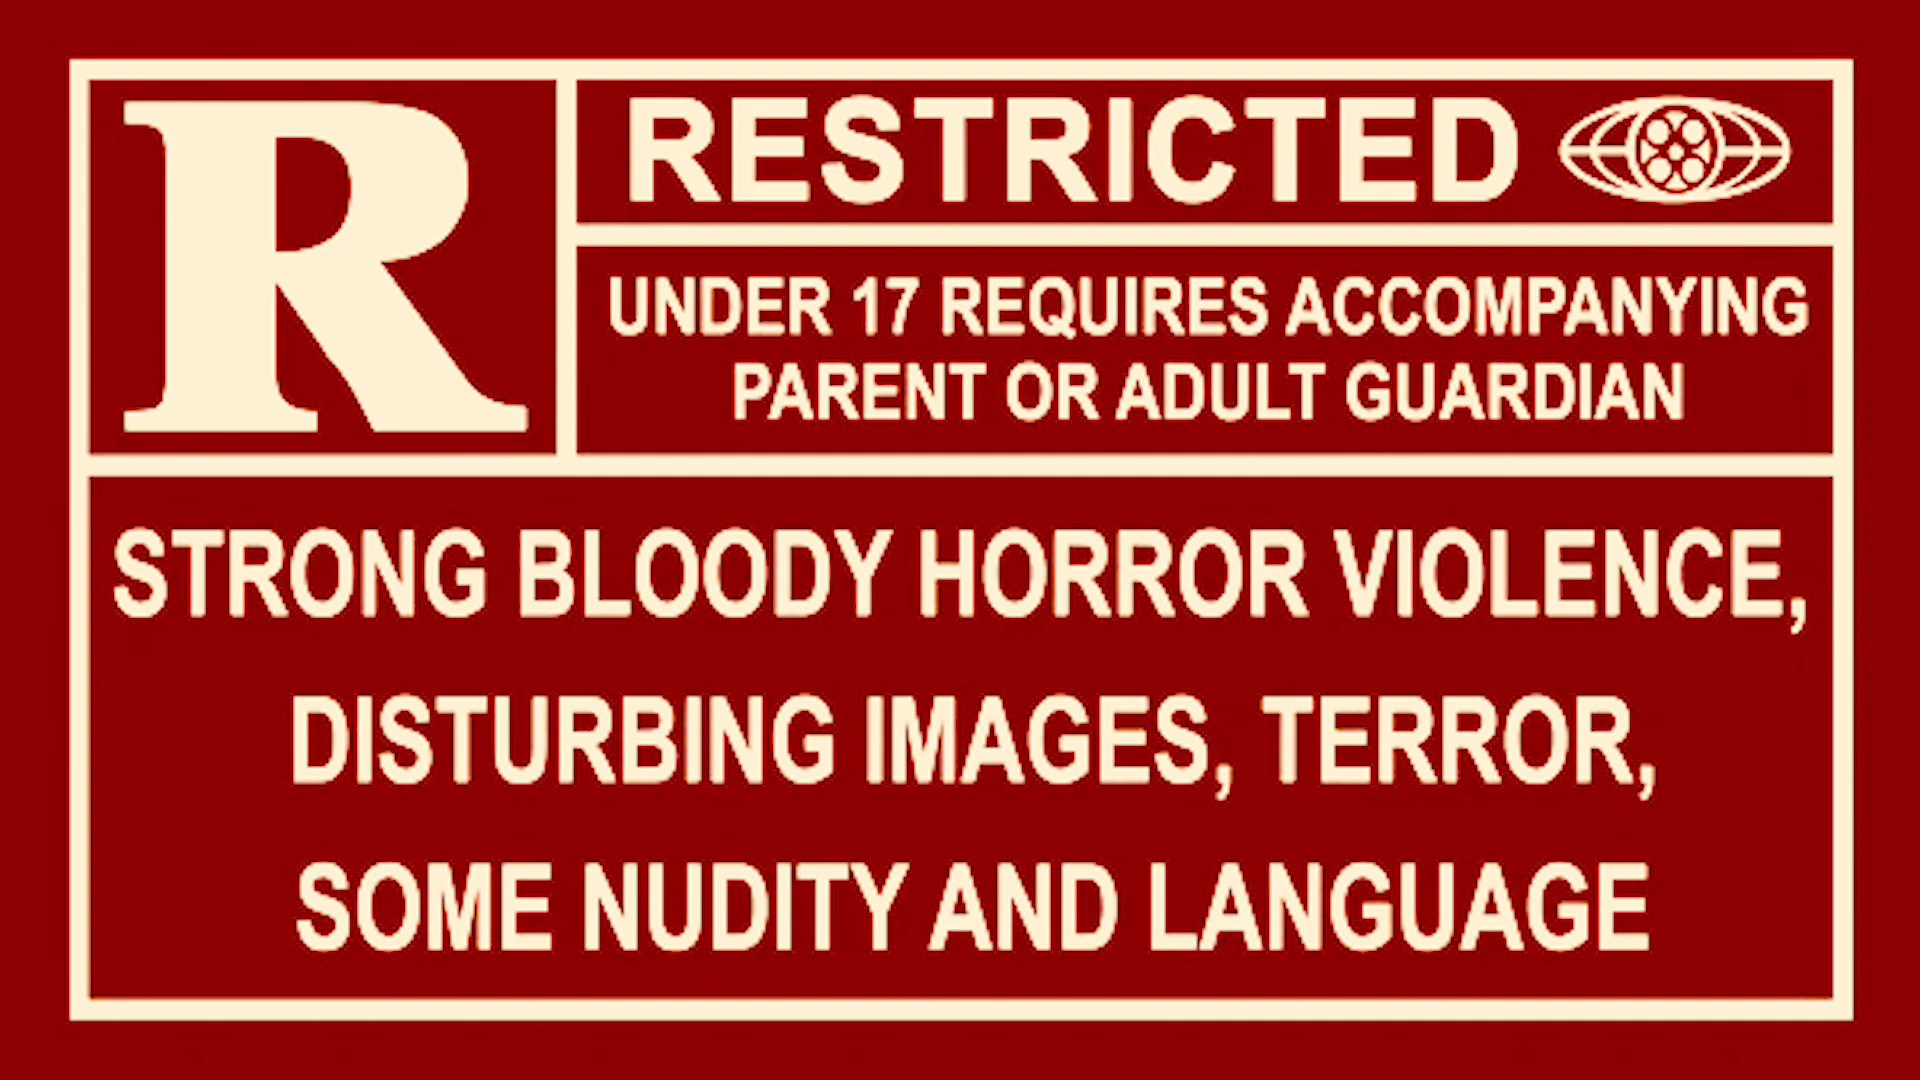 R
RESTRICTED
UNDER 17 REQUIRES ACCOMPANYING
PARENT OR ADULT GUARDIAN
STRONG BLOODY HORROR VIOLENCE,
DISTURBING IMAGES, TERROR,
SOME NUDITY AND LANGUAGE